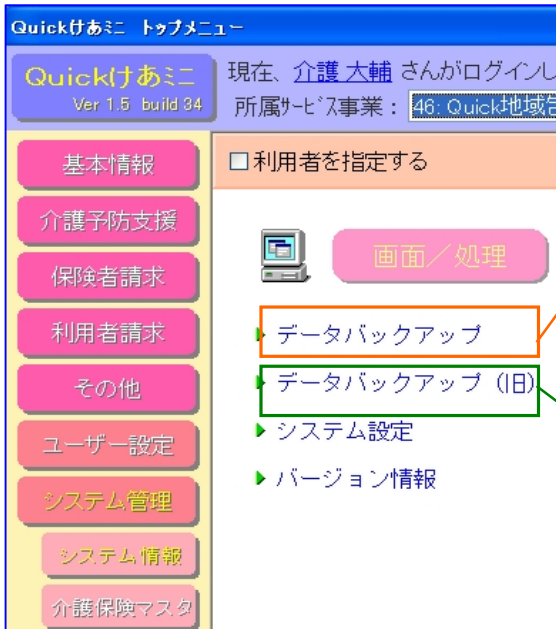 Quickけあミニ トップメニュー
Quickけあミニ
Ver 1.5 build 34
現在、介護 大輔 さんがログインし
所属サービス事業： 46: Quick地域包
基本情報
□利用者を指定する
介護予防支援
画面／処理
保険者請求
利用者請求
データバックアップ
その他
データバックアップ（旧）
ユーザー設定
システム設定
システム管理
バージョン情報
システム情報
介護保険マスタ